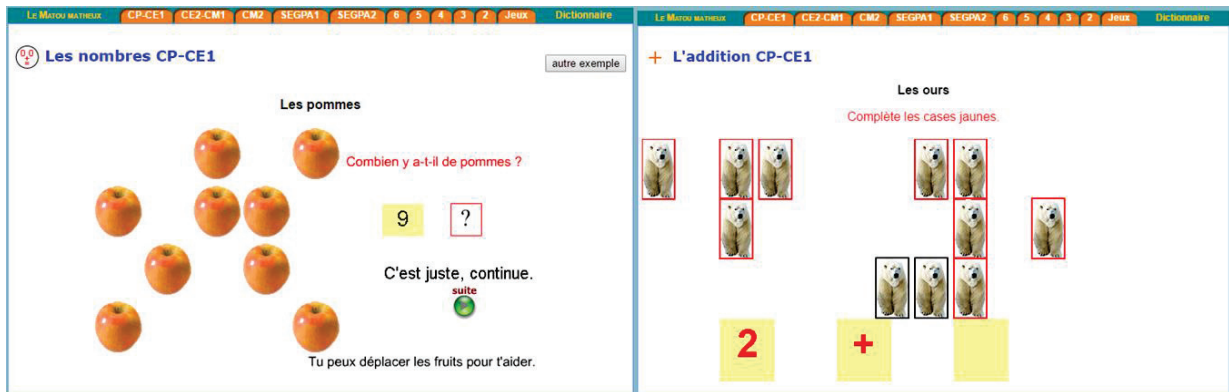 LE MATOU MATHEUX CP-CE1 CE2-CM1 CM2 SEGPA1 SEGPA2 6 5 4 3 2 Jeux Dictionnaire
Les nombres CP-CE1
autre exemple
Les pommes
Combien y a-t-il de pommes ?
9 ?
C'est juste, continue.
suite
Tu peux déplacer les fruits pour t'aider.
LE MATOU MATHEUX CP-CE1 CE2-CM1 CM2 SEGPA1 SEGPA2 6 5 4 3 2 Jeux Dictionnaire
+ L'addition CP-CE1
Les ours
Complète les cases jaunes.
2 +